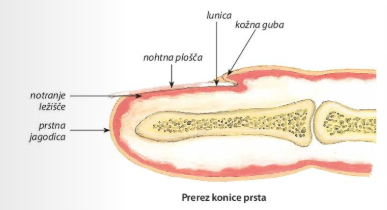 lunica
kožna guba
nohtna plošča
notranje
ležišče
prstna
jagodica
Prerez konice prsta